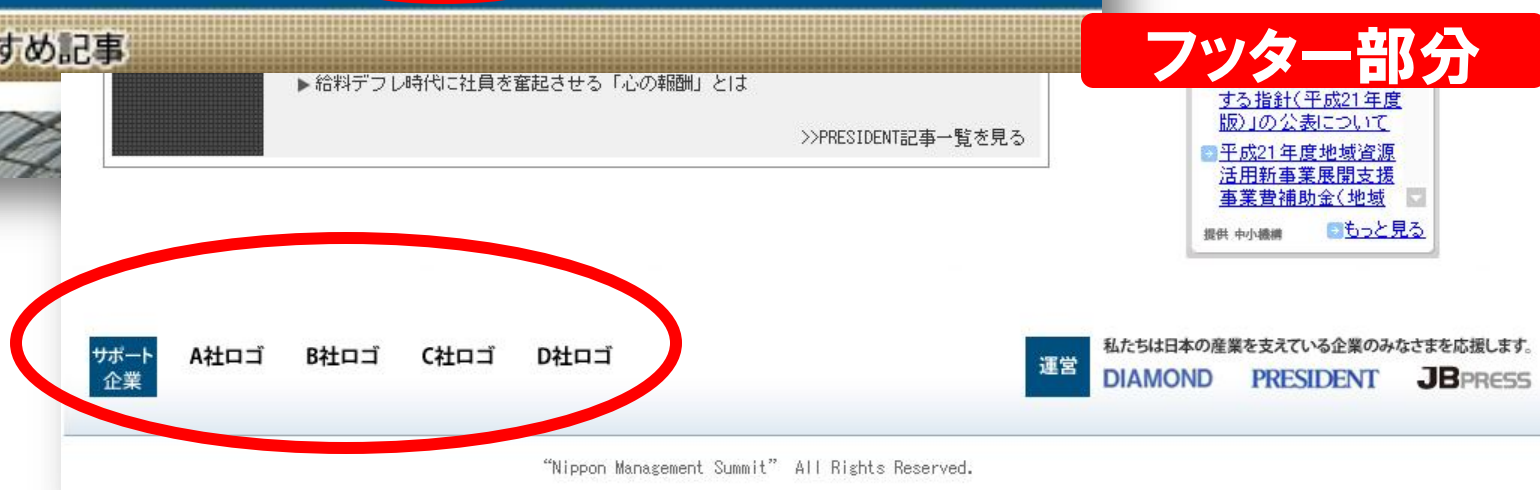 すめ記事
フッター部分
▶給料デフレ時代に社員を奮起させる「心の報酬」とは
>>PRESIDENT記事一覧を見る
する指針(平成21年度
版)」の公表について
平成21年度地域資源
活用新事業展開支援
事業費補助金(地域
提供 中小機構
もっと見る
サポート
企業
A社ロゴ B社ロゴ C社ロゴ D社ロゴ
運営
私たちは日本の産業を支えている企業のみなさまを応援します。
DIAMOND PRESIDENT JBPRESS
“Nippon Management Summit” All Rights Reserved.